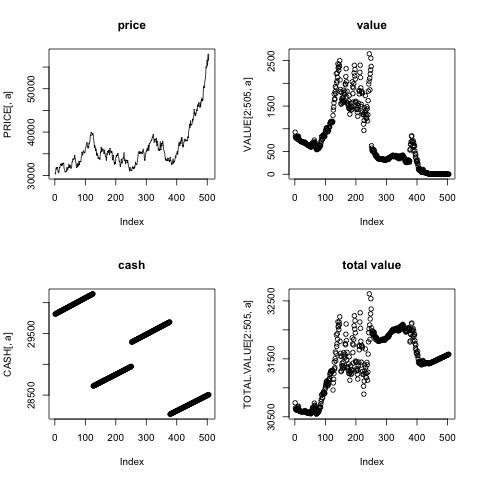 price
PRICE[, a]
30000 40000 50000
0 100 200 300 400 500
Index
value
VALUE[2:505, a]
0 500 1500 2500
0 100 200 300 400 500
Index
cash
CASH[, a]
28500 29500
0 100 200 300 400 500
Index
total value
TOTAL.VALUE[2:505, a]
30500 31500 32500
0 100 200 300 400 500
Index